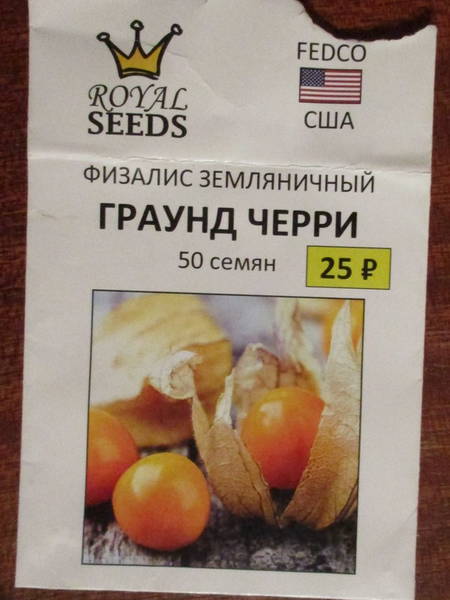 ROYAL
SEEDS
FEDCO
США
ФИЗАЛИС ЗЕМЛЯНИЧНЫЙ
ГРАУНД ЧЕРРИ
50 семян
25 ₽